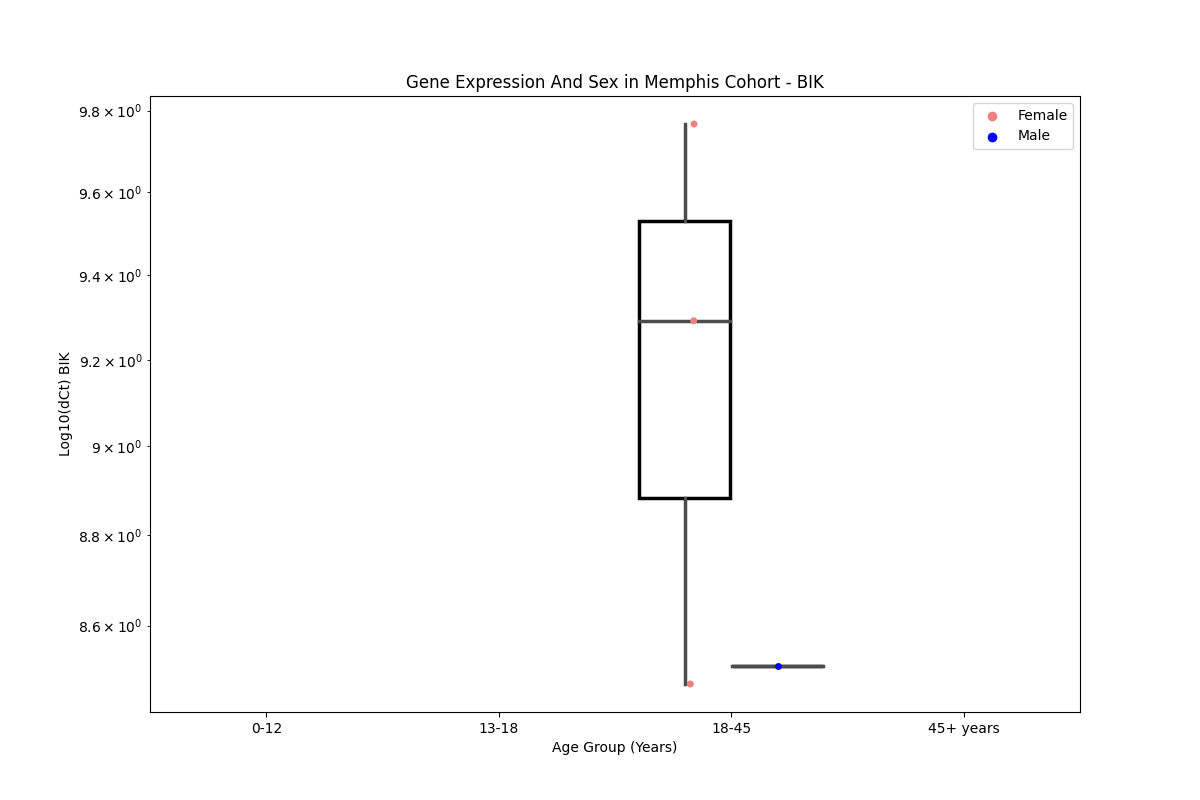 Gene Expression And Sex in Memphis Cohort - BIK
9.8 × 10⁰
9.6 × 10⁰
9.4 × 10⁰
9.2 × 10⁰
9 × 10⁰
8.8 × 10⁰
8.6 × 10⁰
Log10(dCt) BIK
Female
Male
0-12
13-18
18-45
45+ years
Age Group (Years)